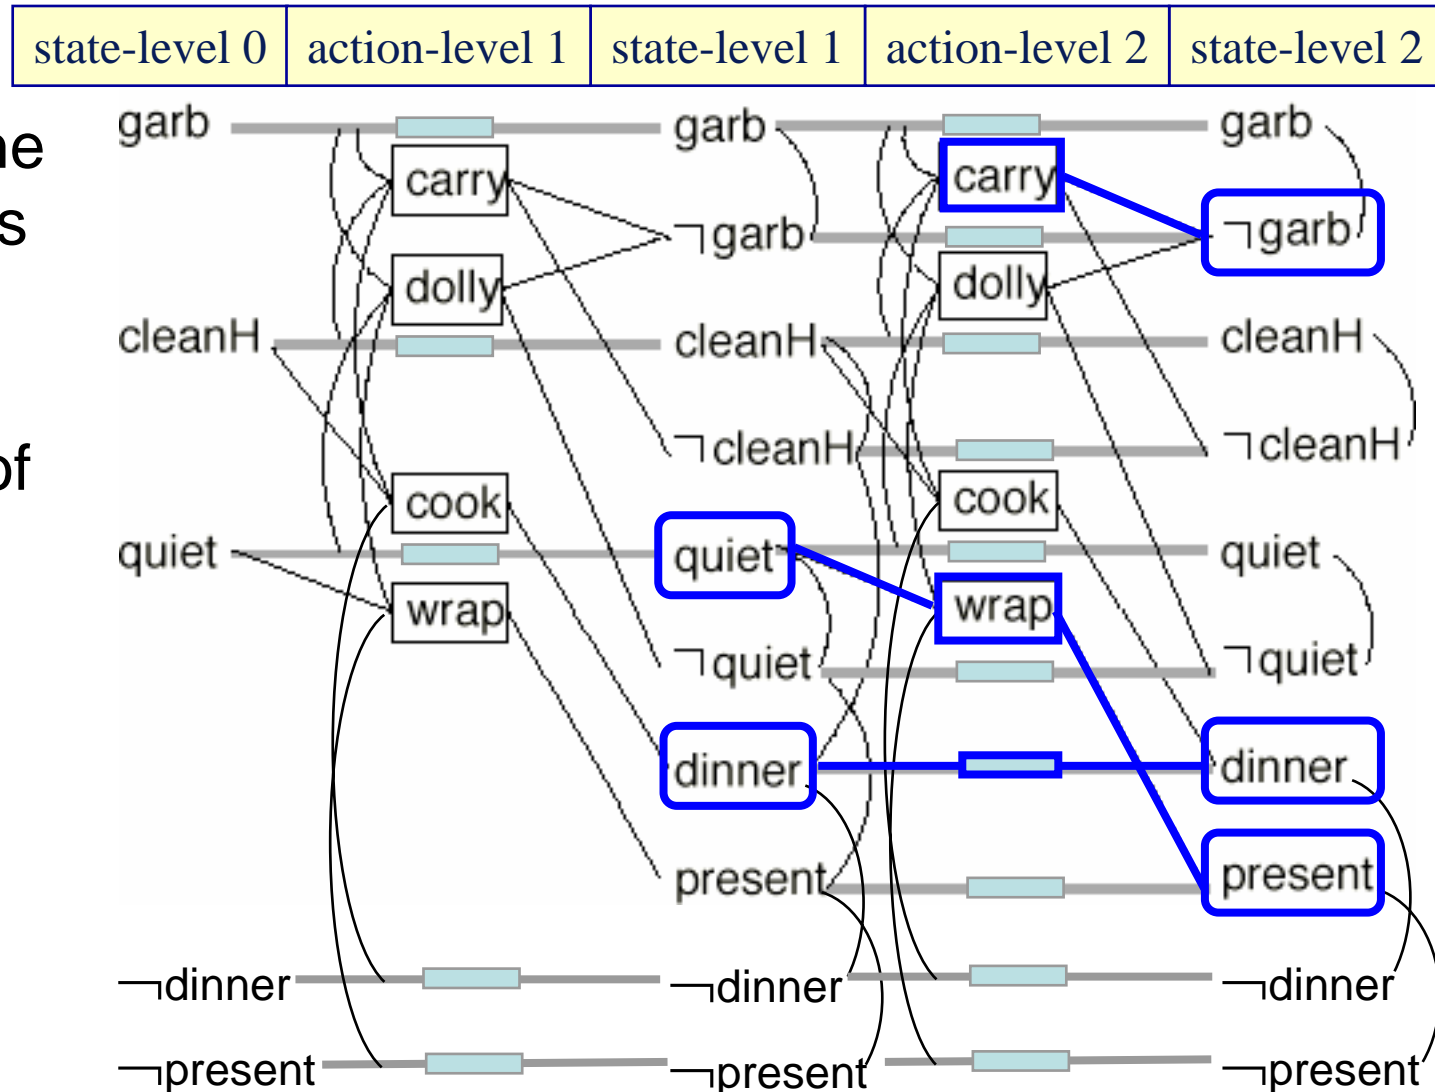 state-level 0 action-level 1 state-level 1 action-level 2 state-level 2
garb garb garb
ne
carry carry
s
¬garb ¬garb
dolly dolly
cleanH cleanH cleanH
¬cleanH ¬cleanH
of
cook cook
quiet quiet quiet
wrap wrap
¬quiet ¬quiet
dinner dinner
present present
¬dinner ¬dinner ¬dinner
¬present ¬present ¬present